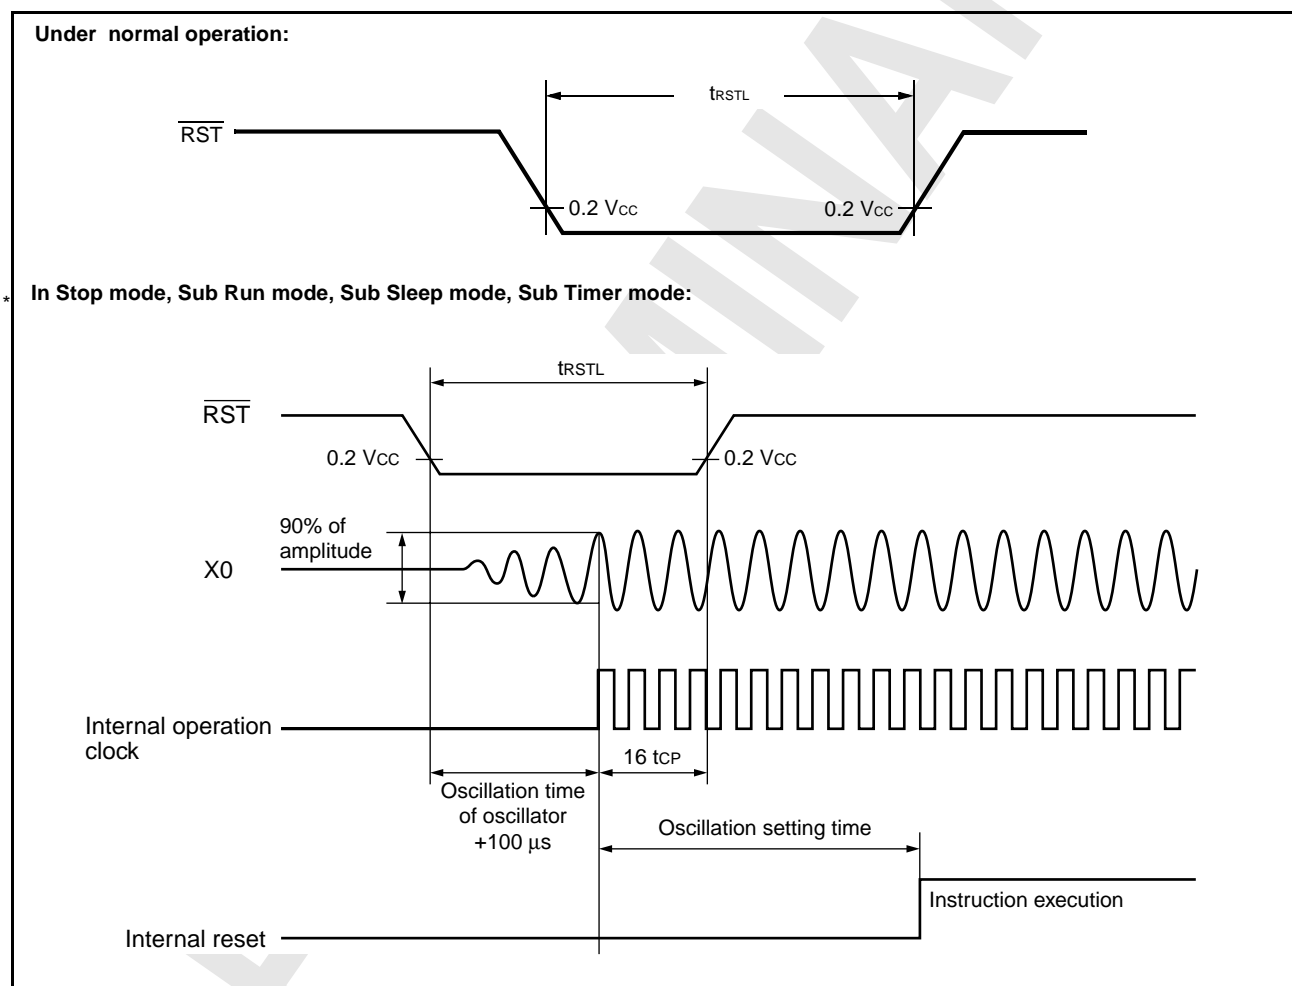 Under normal operation:
tRSTL
RST
0.2 VCC
0.2 VCC
* In Stop mode, Sub Run mode, Sub Sleep mode, Sub Timer mode:
tRSTL
RST
0.2 VCC
0.2 VCC
90% of
amplitude
X0
Internal operation
clock
16 tCP
Oscillation time
of oscillator
+100 μs
Oscillation setting time
Instruction execution
Internal reset